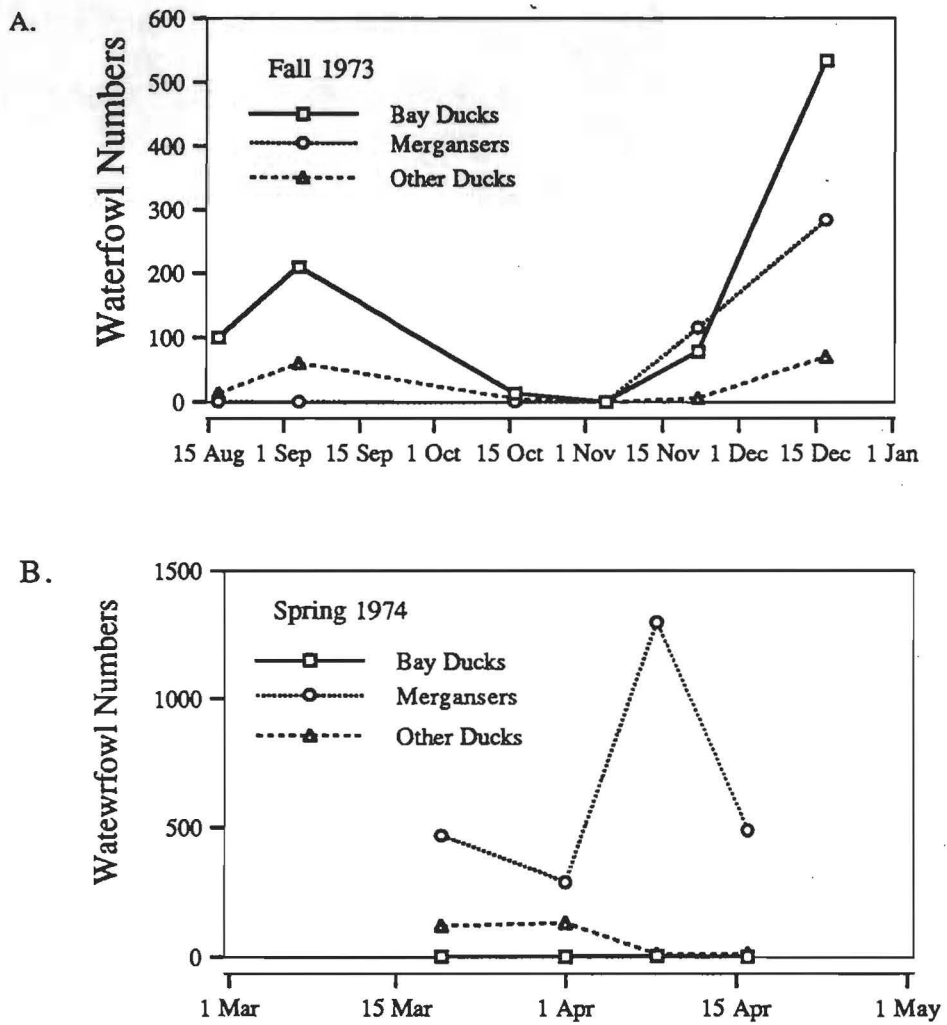 A.
Waterfowl Numbers
600
500
400
300
200
100
0
Fall 1973
Bay Ducks
Mergansers
Other Ducks
15 Aug 1 Sep 15 Sep 1 Oct 15 Oct 1 Nov 15 Nov 1 Dec 15 Dec 1 Jan
B.
Watewrfowl Numbers
1500
1000
500
0
Spring 1974
Bay Ducks
Mergansers
Other Ducks
1 Mar 15 Mar 1 Apr 15 Apr 1 May